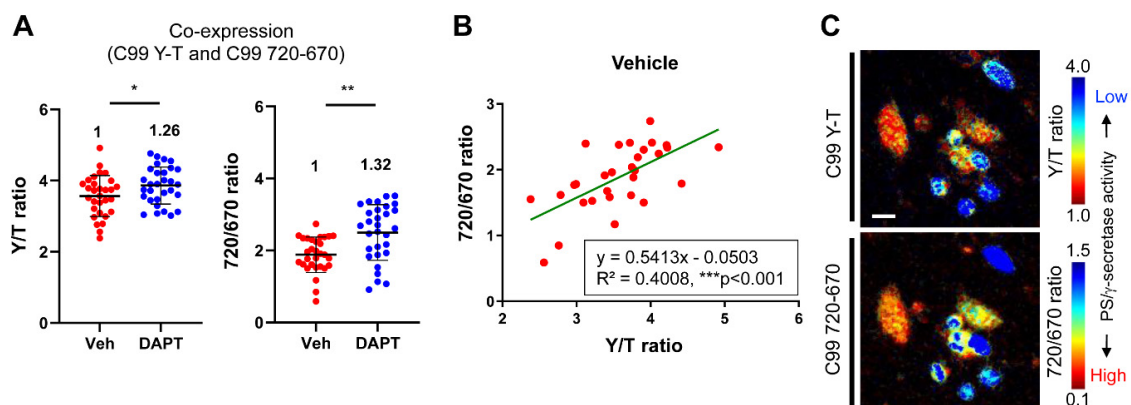 A
Co-expression
(C99 Y-T and C99 720-670)
Y/T ratio
6
4
2
0
*
1
1.26
Veh
DAPT
720/670 ratio
6
4
2
0
**
1
1.32
Veh
DAPT
B
Vehicle
720/670 ratio
3
2
1
0
y = 0.5413x - 0.0503
R² = 0.4008, ***p<0.001
2
3
4
5
6
Y/T ratio
C
C99 Y-T
4.0
Y/T ratio
1.0
C99 720-670
1.5
720/670 ratio
0.1
Low
PS/γ-secretase activity
High